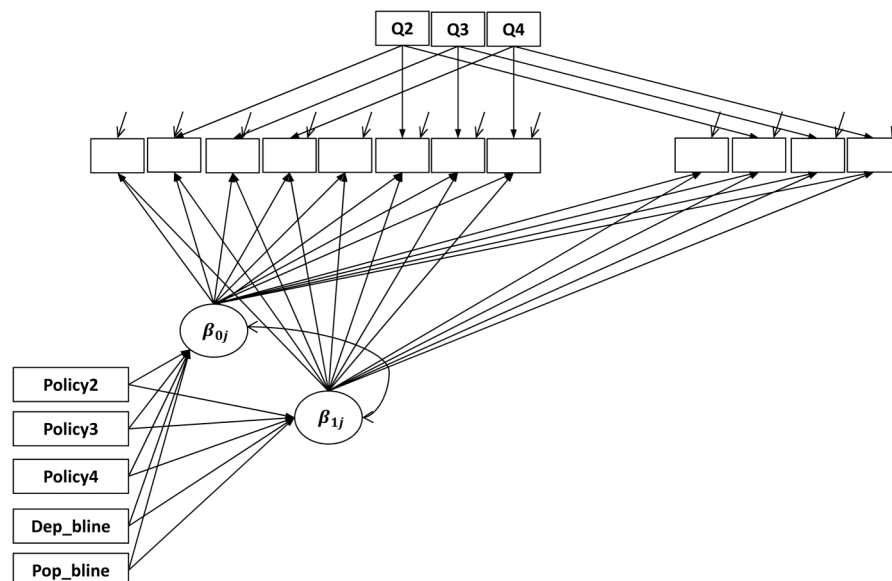 Q2 Q3 Q4
β0j
Policy2
β1j
Policy3
Policy4
Dep_bline
Pop_bline